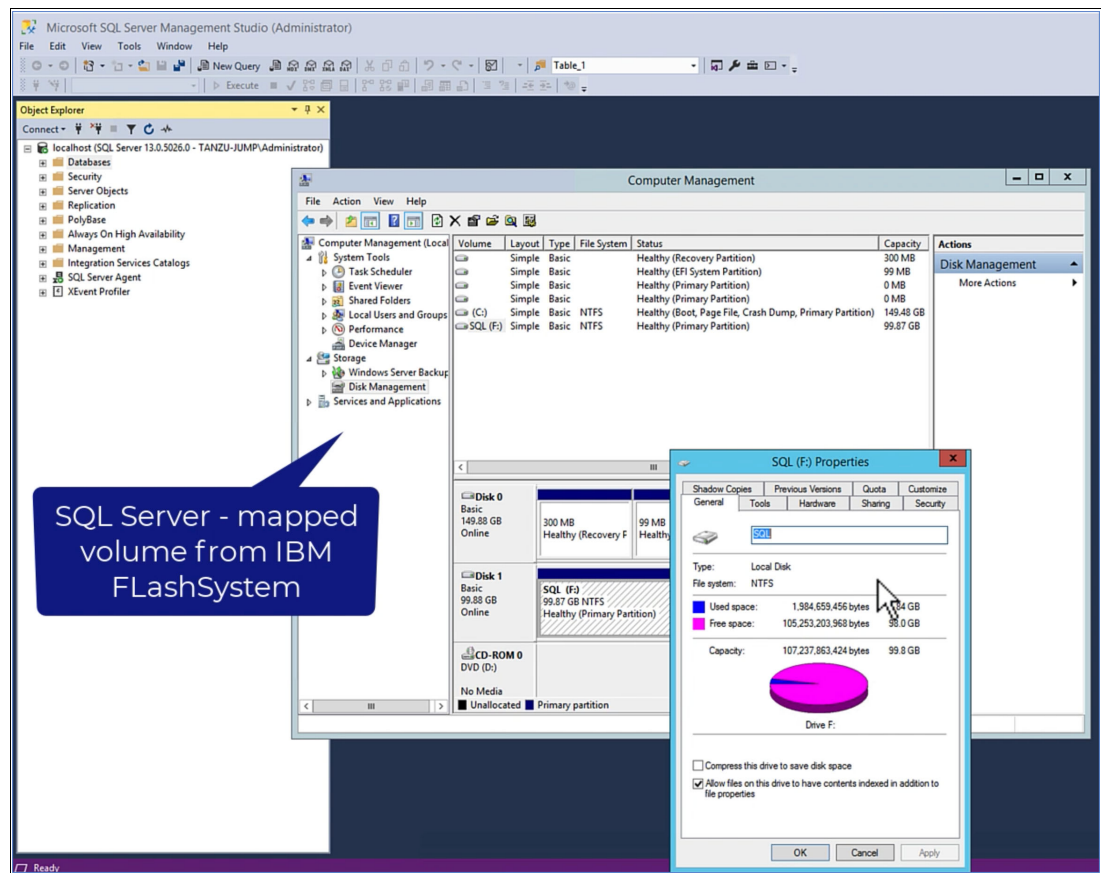 Microsoft SQL Server Management Studio (Administrator)
File Edit View Tools Window Help
New Query Table_1
Execute
Object Explorer
Connect
localhost (SQL Server 13.0.5026.0 - TANZU-JUMP\Administrator)
Databases
Security
Server Objects
Replication
PolyBase
Always On High Availability
Management
Integration Services Catalogs
SQL Server Agent
XEvent Profiler
Computer Management
File Action View Help
Computer Management (Local
System Tools
Task Scheduler
Event Viewer
Shared Folders
Local Users and Groups
Performance
Device Manager
Storage
Windows Server Backup
Disk Management
Services and Applications
Volume Layout Type File System Status Capacity
Simple Basic Healthy (Recovery Partition) 300 MB
Simple Basic Healthy (EFI System Partition) 99 MB
Simple Basic Healthy (Primary Partition) 0 MB
Simple Basic Healthy (Primary Partition) 0 MB
(C:) Simple Basic NTFS Healthy (Boot, Page File, Crash Dump, Primary Partition) 149.48 GB
SQL (F:) Simple Basic NTFS Healthy (Primary Partition) 99.87 GB
Actions
Disk Management
More Actions
Disk 0
Basic
149.88 GB
Online
300 MB
Healthy (Recovery P
99 MB
Healthy
Disk 1
Basic
99.88 GB
Online
SQL (F:)
99.87 GB NTFS
Healthy (Primary Partition)
CD-ROM 0
DVD (D:)
No Media
Unallocated Primary partition
SQL Server - mapped
volume from IBM
FLashSystem
SQL (F:) Properties
Shadow Copies Previous Versions Quota Customize
General Tools Hardware Sharing Security
SQL
Type: Local Disk
File system: NTFS
Used space: 1,984,659,456 bytes GB
Free space: 105,253,203,968 bytes 98.0 GB
Capacity: 107,237,863,424 bytes 99.8 GB
Drive F:
Compress this drive to save disk space
Allow files on this drive to have contents indexed in addition to
file properties
OK Cancel Apply
Ready